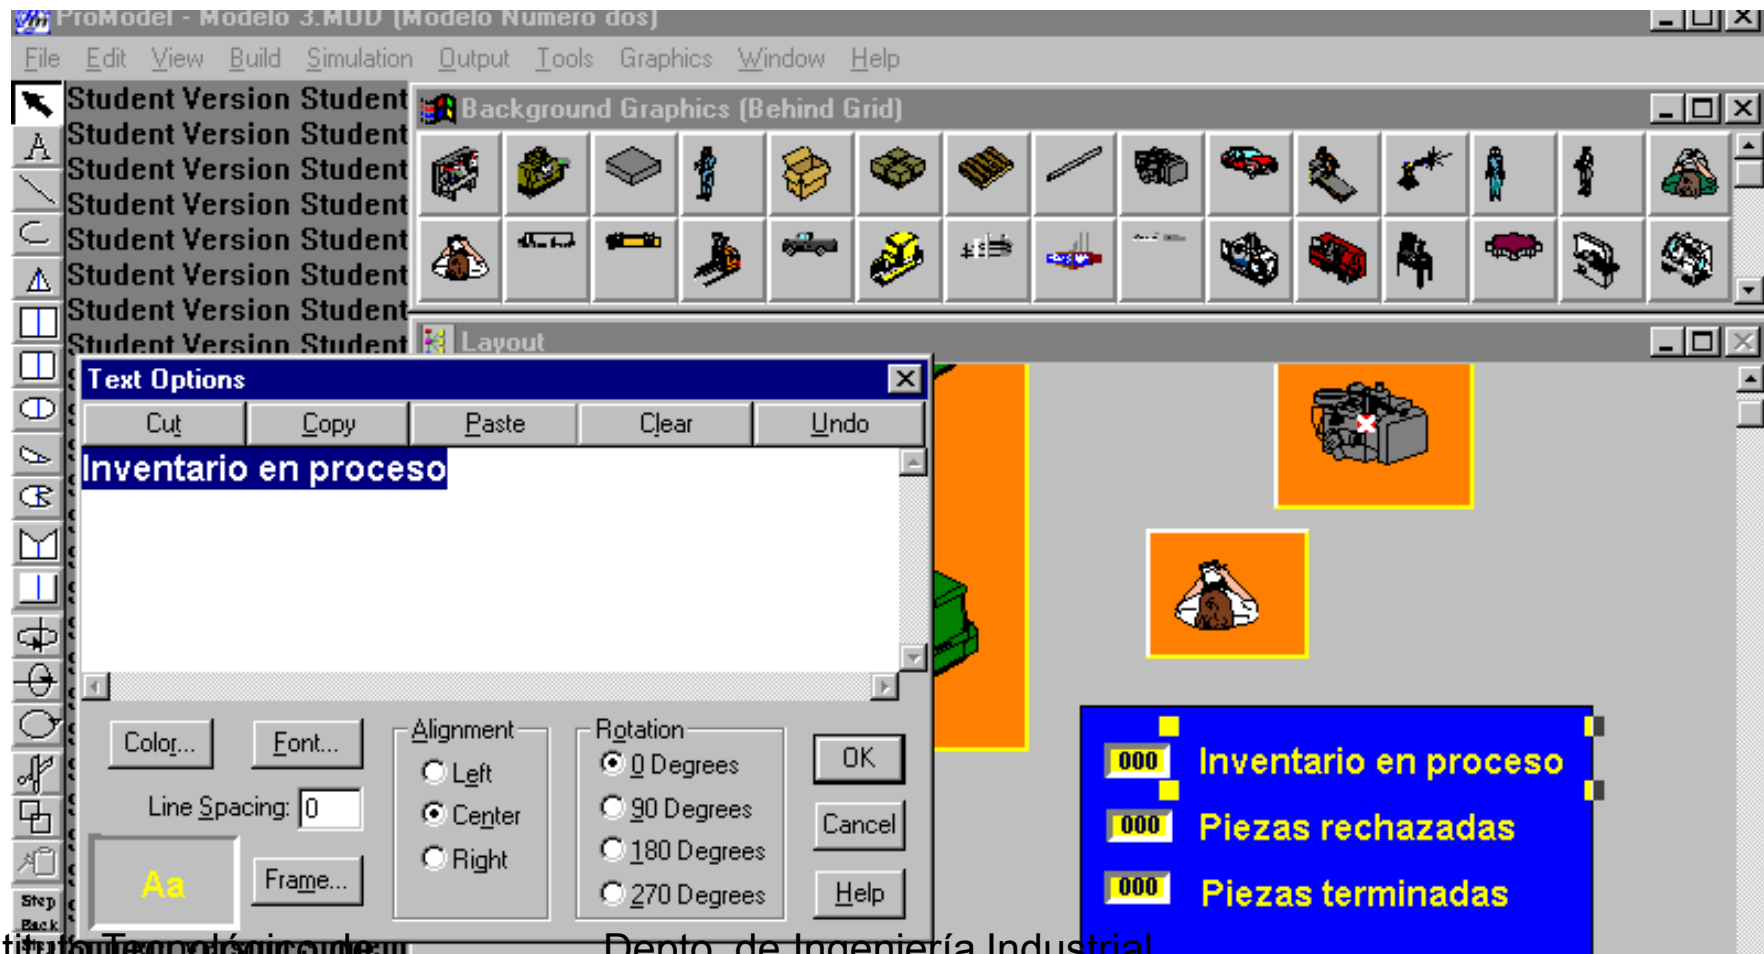 ProModel - Modelo 3.MOD (Modelo Numero dos)
File Edit View Build Simulation Output Tools Graphics Window Help
Student Version Student
Student Version Student
Student Version Student
Student Version Student
Student Version Student
Student Version Student
Student Version Student
Student Version Student
Background Graphics (Behind Grid)
Layout
Text Options
Cut Copy Paste Clear Undo
Inventario en proceso
Color... Font...
Line Spacing: 0
Aa
Frame...
Alignment
Left
Center
Right
Rotation
0 Degrees
90 Degrees
180 Degrees
270 Degrees
OK
Cancel
Help
000 Inventario en proceso
000 Piezas rechazadas
000 Piezas terminadas
A
Step
Back
Tecnológico de
Depto. de Ingeniería Industrial